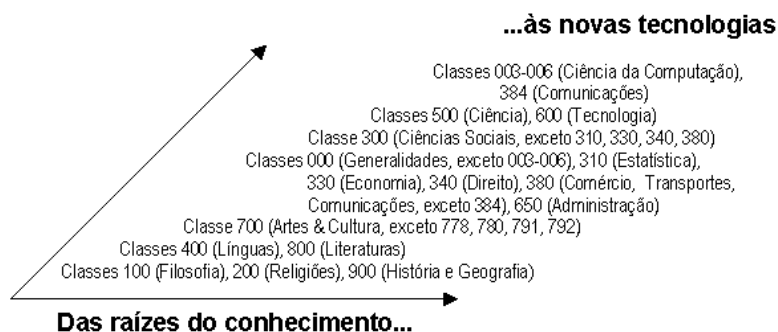 ...às novas tecnologias
Classes 003-006 (Ciência da Computação),
384 (Comunicações)
Classes 500 (Ciência), 600 (Tecnologia)
Classe 300 (Ciências Sociais, exceto 310, 330, 340, 380)
Classes 000 (Generalidades, exceto 003-006), 310 (Estatística),
330 (Economia), 340 (Direito), 380 (Comércio, Transportes,
Comunicações, exceto 384), 650 (Administração)
Classe 700 (Artes & Cultura, exceto 778, 780, 791, 792)
Classes 400 (Línguas), 800 (Literaturas)
Classes 100 (Filosofia), 200 (Religiões), 900 (História e Geografia)
Das raízes do conhecimento...